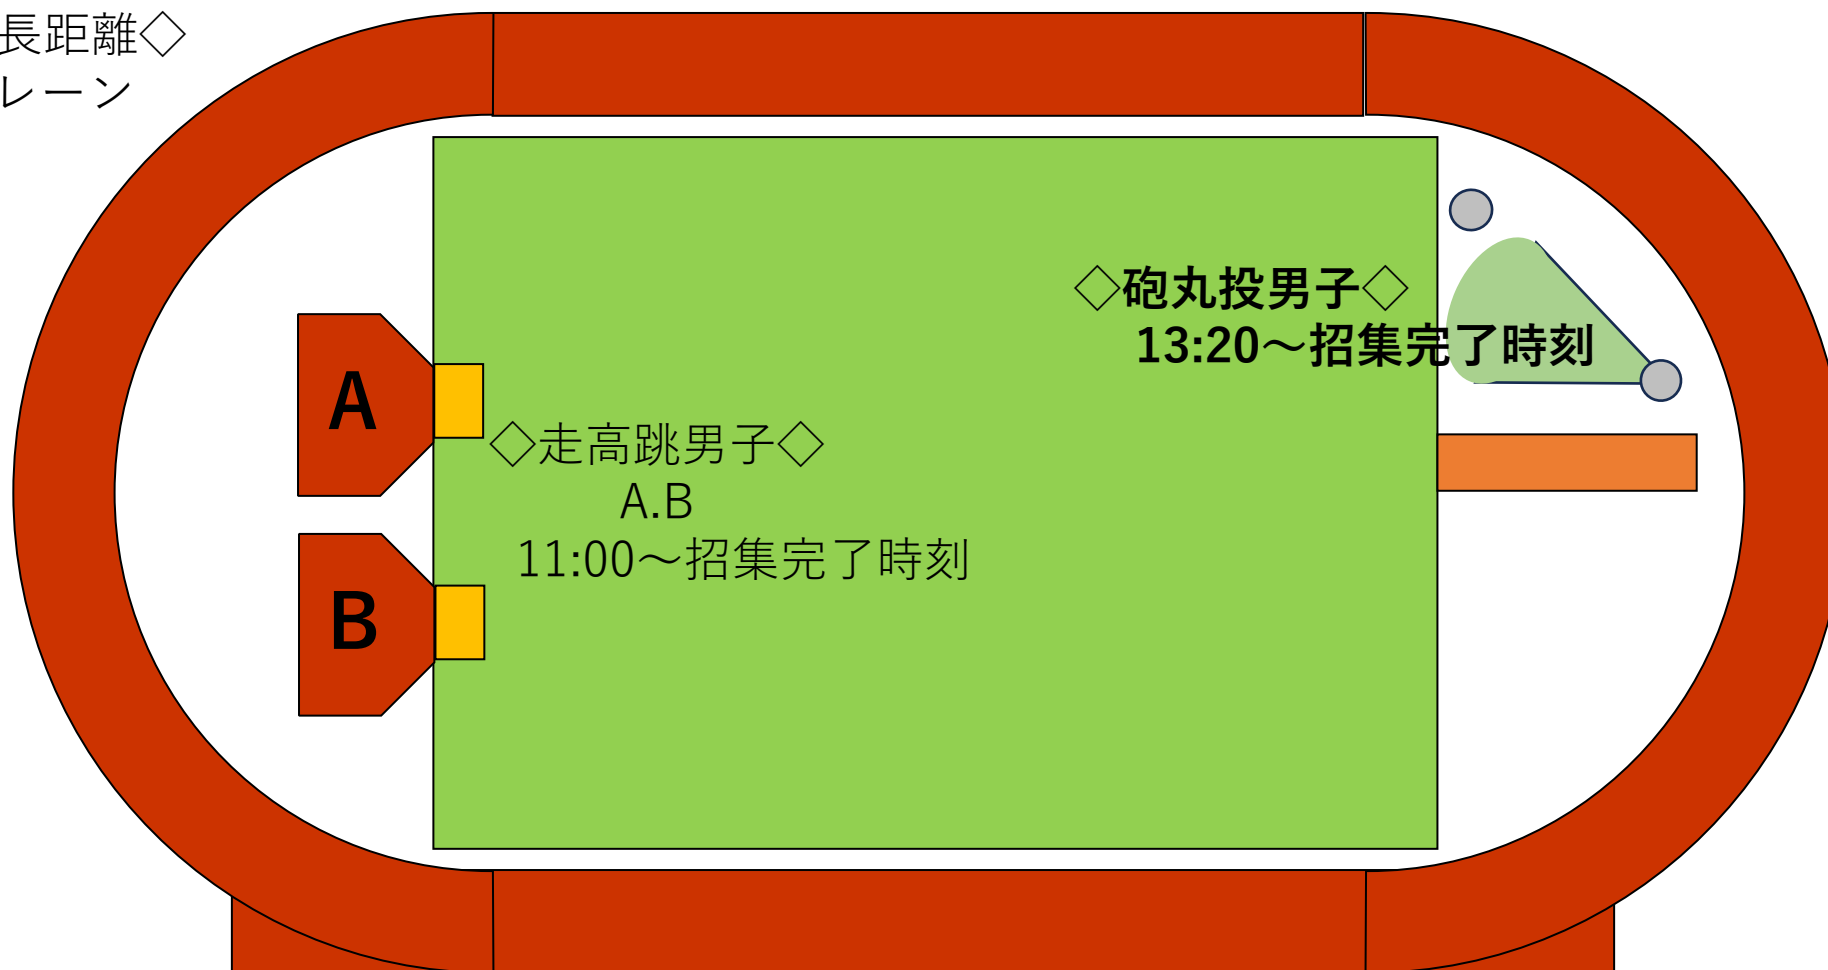 長距離◇
レーン
◇砲丸投男子◇
13:20～招集完了時刻
A
◇走高跳男子◇
A.B
11:00～招集完了時刻
B